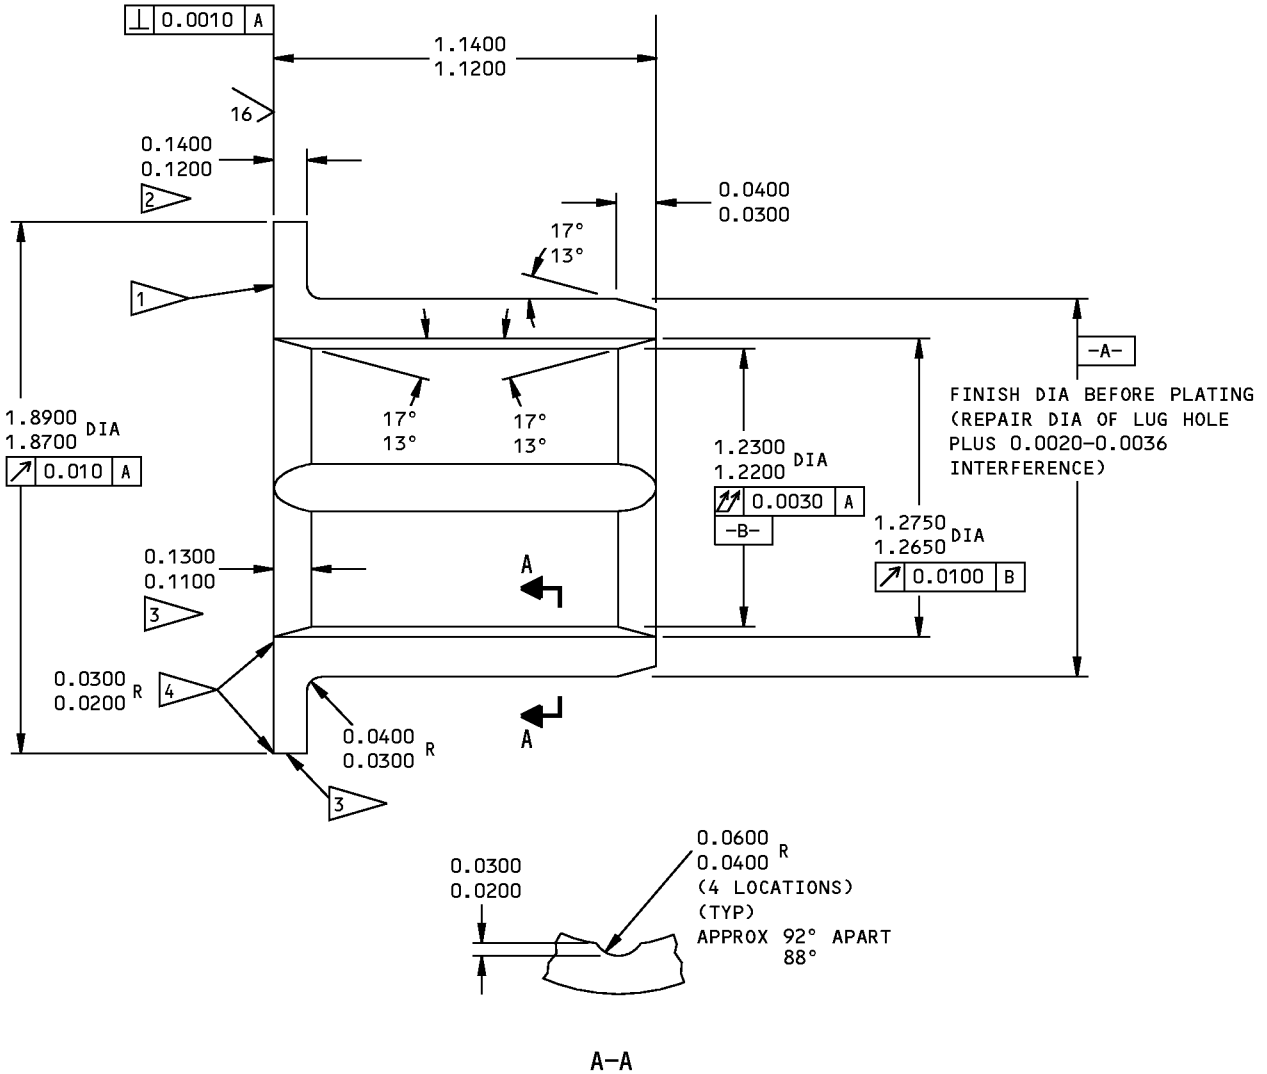 ⊥ 0.0010 A
1.1400
1.1200
16
0.1400
0.1200
2
0.0400
0.0300
17°
13°
1
-A-
FINISH DIA BEFORE PLATING
(REPAIR DIA OF LUG HOLE
PLUS 0.0020-0.0036
INTERFERENCE)
1.8900
1.8700 DIA
↗ 0.010 A
17°
13°
17°
13°
1.2300
1.2200 DIA
0.0030 A
-B-
1.2750
1.2650 DIA
↗ 0.0100 B
0.1300
0.1100
3
A
0.0300
0.0200 R
4
0.0400
0.0300 R
A
3
0.0300
0.0200
0.0600
0.0400 R
(4 LOCATIONS)
(TYP)
APPROX 92° APART
88°
A-A